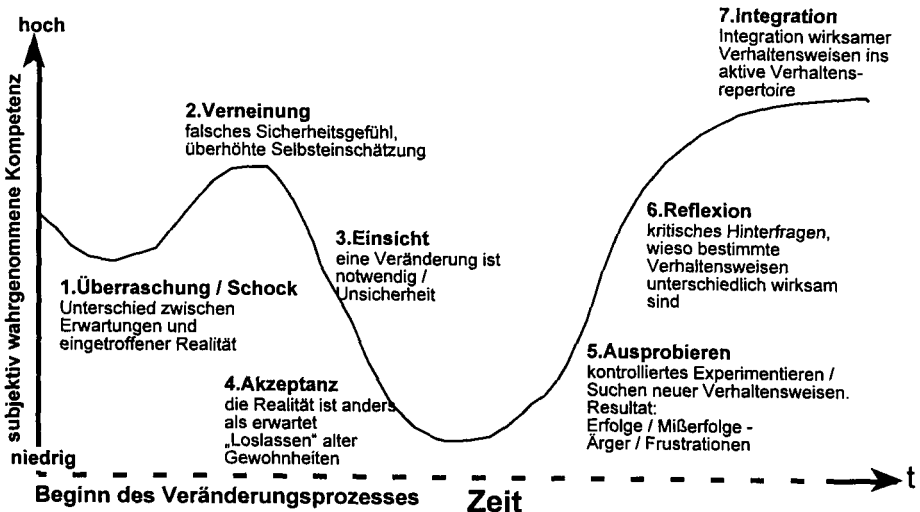 hoch
subjektiv wahrgenommene Kompetenz
niedrig
1.Überraschung / Schock
Unterschied zwischen
Erwartungen und
eingetroffener Realität
2.Verneinung
falsches Sicherheitsgefühl,
überhöhte Selbsteinschätzung
3.Einsicht
eine Veränderung ist
notwendig /
Unsicherheit
4.Akzeptanz
die Realität ist anders
als erwartet
„Loslassen“ alter
Gewohnheiten
5.Ausprobieren
kontrolliertes Experimentieren /
Suchen neuer Verhaltensweisen.
Resultat:
Erfolge / Mißerfolge -
Ärger / Frustrationen
6.Reflexion
kritisches Hinterfragen,
wieso bestimmte
Verhaltensweisen
unterschiedlich wirksam
sind
7.Integration
Integration wirksamer
Verhaltensweisen ins
aktive Verhaltens-
repertoire
Beginn des Veränderungsprozesses
Zeit
t